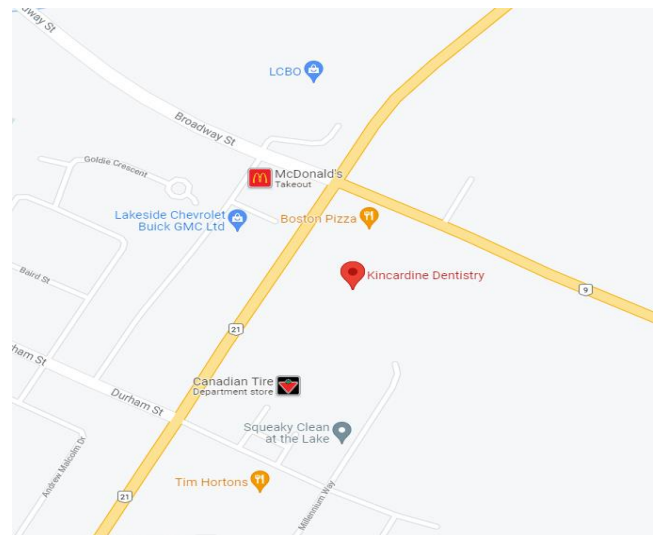 dway St
LCBO
Broadway St
Goldie Crescent
McDonald's
Takeout
Lakeside Chevrolet
Buick GMC Ltd
Boston Pizza
Kincardine Dentistry
Baird St
9
21
ham St
Canadian Tire
Department store
Durham St
Squeaky Clean
at the Lake
Andrew Malcolm Dr
Tim Hortons
21
Millennium Way